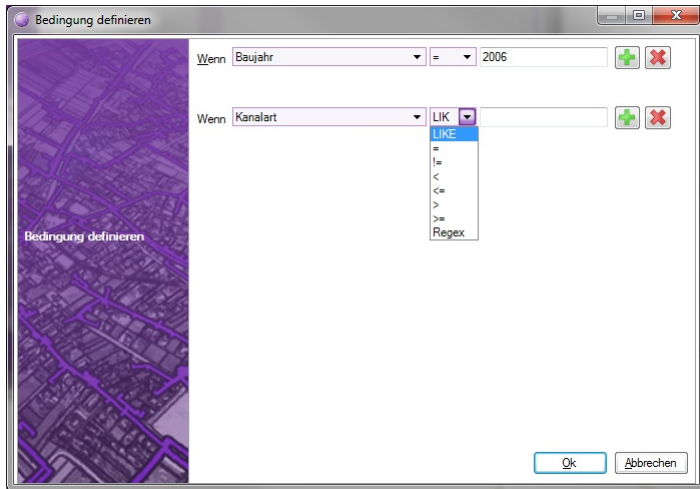 Bedingung definieren
Wenn Baujahr = 2006
Wenn Kanalart LIK
LIKE
=
!=
<
<=
>
>=
Regex
Bedingung definieren
Ok Abbrechen